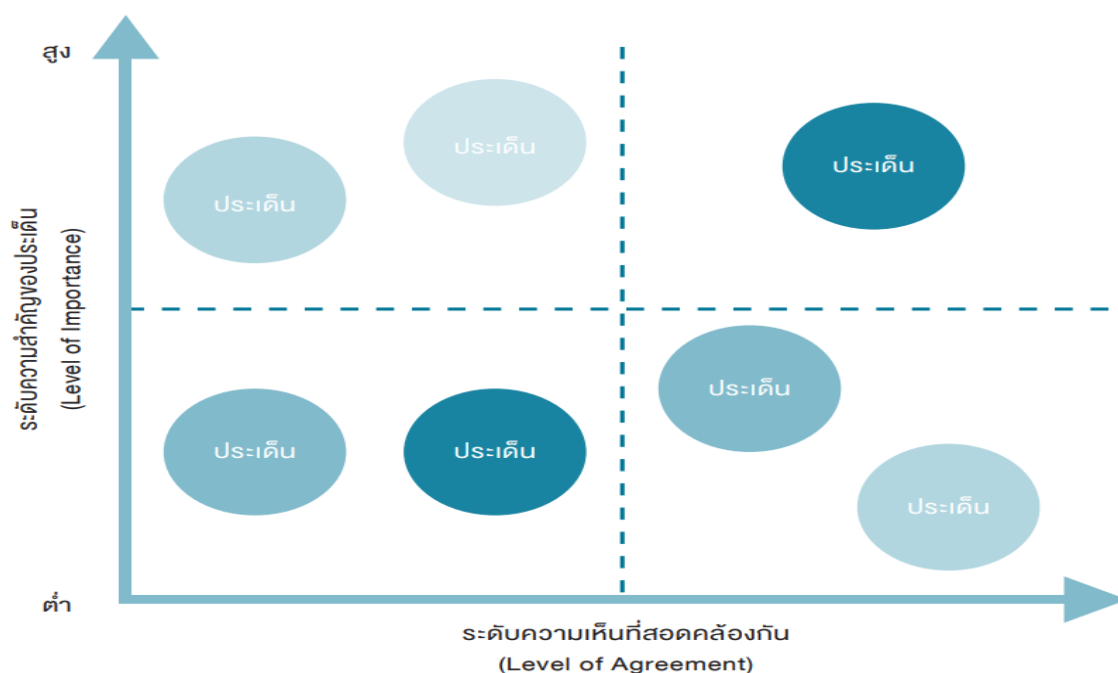 สูง
ระดับความสำคัญของประเด็น
(Level of Importance)
ประเด็น
ประเด็น
ประเด็น
ประเด็น
ประเด็น
ประเด็น
ประเด็น
ต่ำ
ระดับความเห็นที่สอดคล้องกัน
(Level of Agreement)